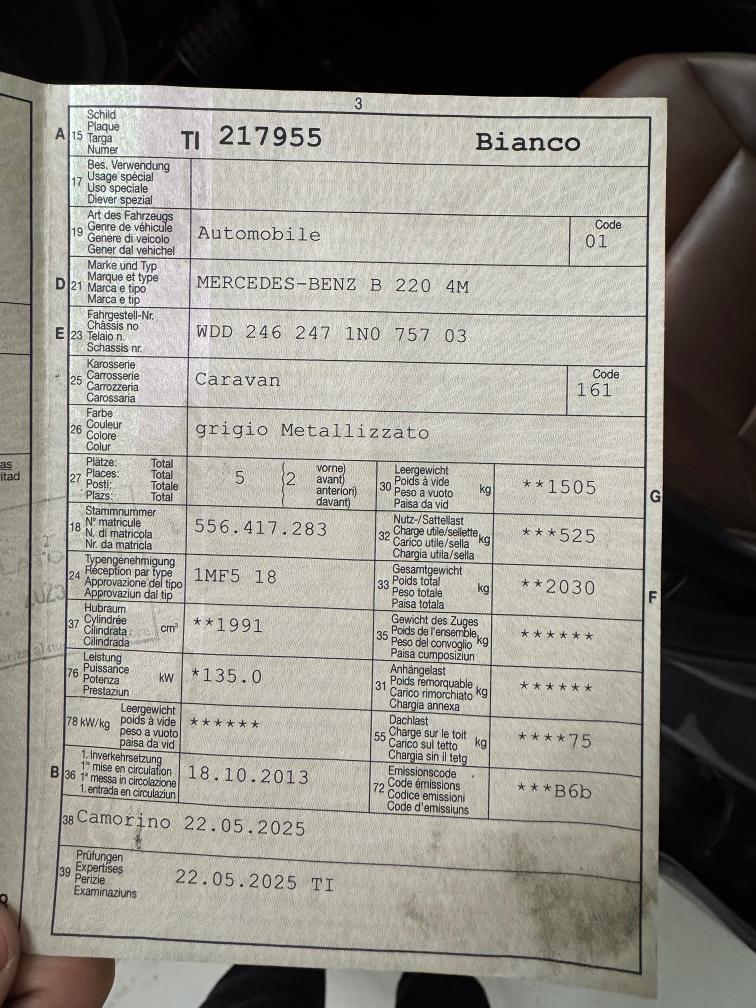 3
A 15 Schild
Plaque
Targa
Numer
TI 217955 Bianco
17 Bes. Verwendung
Usage spécial
Uso speciale
Diever spezial
19 Art des Fahrzeugs
Genre de véhicule
Genere di veicolo
Gener dal vehichel
Automobile
Code
01
D 21 Marke und Typ
Marque et type
Marca e tipo
Marca e tip
MERCEDES-BENZ B 220 4M
E 23 Fahrgestell-Nr.
Châssis no
Telaio n.
Schassis nr.
WDD 246 247 1N0 757 03
25 Karosserie
Carrosserie
Carrozzeria
Carossaria
Caravan
Code
161
26 Farbe
Couleur
Colore
Colur
grigio Metallizzato
27 Plätze: Total
Places: Total
Posti: Totale
Plazs: Total
5 (2 vorne)
avant)
anteriori)
davant)
30 Leergewicht
Poids à vide
Peso a vuoto
Paisa da vid
kg
**1505
G
18 Stammnummer
N° matricule
N. di matricola
Nr. da matricla
556.417.283
32 Nutz-/Sattellast
Charge utile/sellette
Carico utile/sella
Chargia utila/sella
kg
***525
24 Typengenehmigung
Réception par type
Approvazione del tipo
Approvaziun dal tip
1MF5 18
33 Gesamtgewicht
Poids total
Peso totale
Paisa totala
kg
**2030
F
37 Hubraum
Cylindrée
Cilindrata
Cilindrada
cm³
**1991
35 Gewicht des Zuges
Poids de l'ensemble
Peso del convoglio
Paisa cumposiziun
kg
******
76 Leistung
Puissance
Potenza
Prestaziun
kW
*135.0
31 Anhängelast
Poids remorquable
Carico rimorchiato
Chargia annexa
kg
******
78 kW/kg Leergewicht
poids à vide
peso a vuoto
paisa da vid
******
55 Dachlast
Charge sur le toit
Carico sul tetto
Chargia sin il tetg
kg
****75
B 36 1. Inverkehrsetzung
1re mise en circulation
1a messa in circolazione
1. entrada en circulaziun
18.10.2013
72 Emissionscode
Code émissions
Codice emissioni
Code d'emissiuns
***B6b
38 Camorino 22.05.2025
39 Prüfungen
Expertises
Perizie
Examinaziuns
22.05.2025 TI